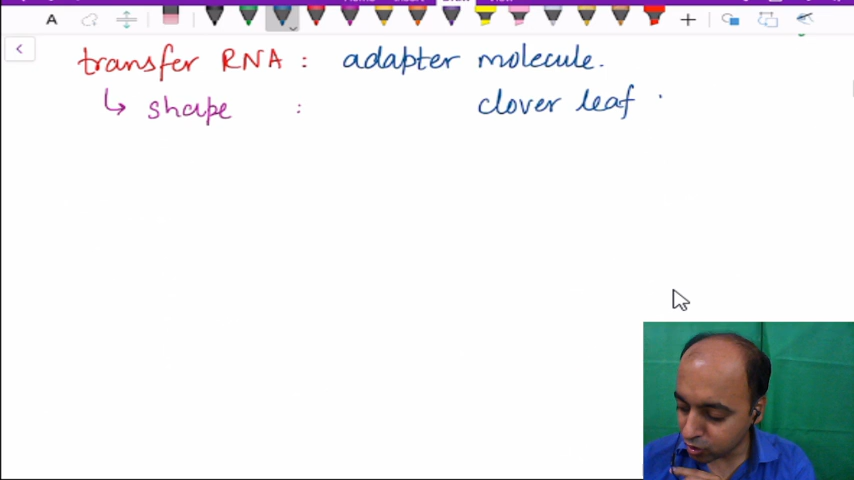 A
transfer RNA : adapter molecule.
↳ shape : clover leaf